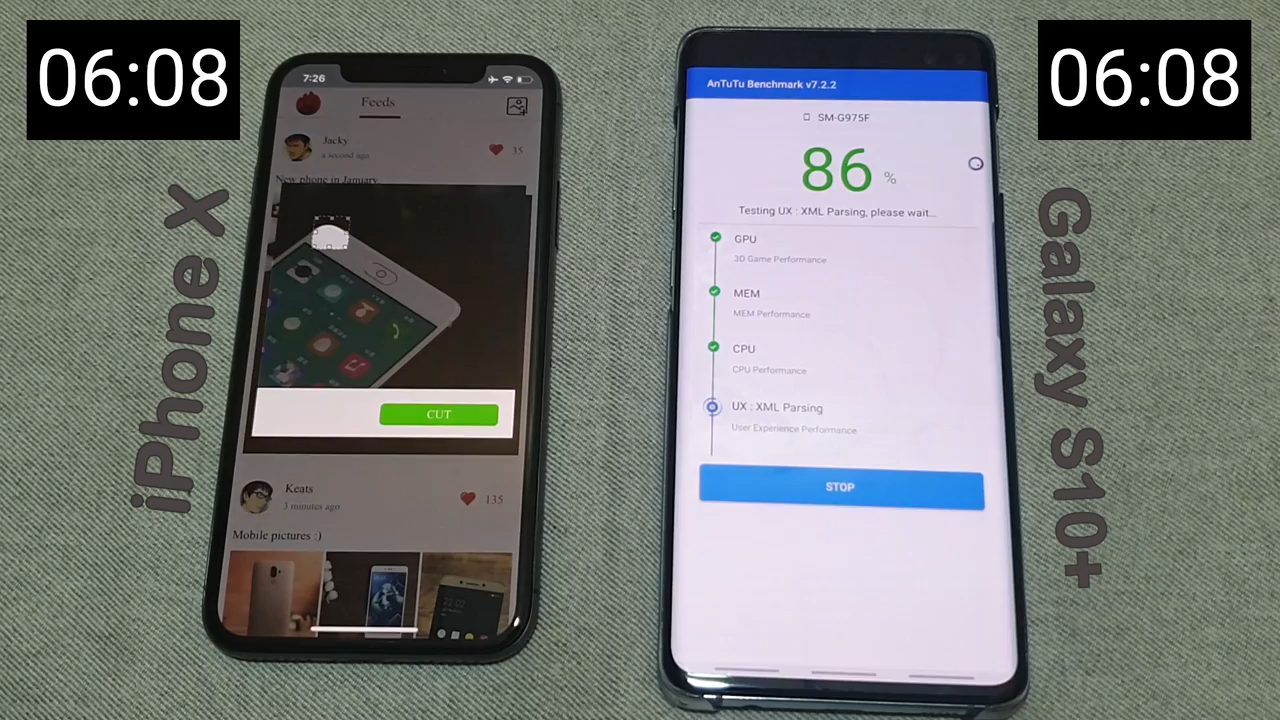 06:08
06:08
iPhone X
Galaxy S10+
7:26
Feeds
Jacky
a second ago
35
New phone in January.
CUT
Keats
3 minutes ago
135
Mobile pictures :)
AnTuTu Benchmark v7.2.2
SM-G975F
86 %
Testing UX : XML Parsing, please wait...
GPU
3D Game Performance
MEM
MEM Performance
CPU
CPU Performance
UX : XML Parsing
User Experience Performance
STOP